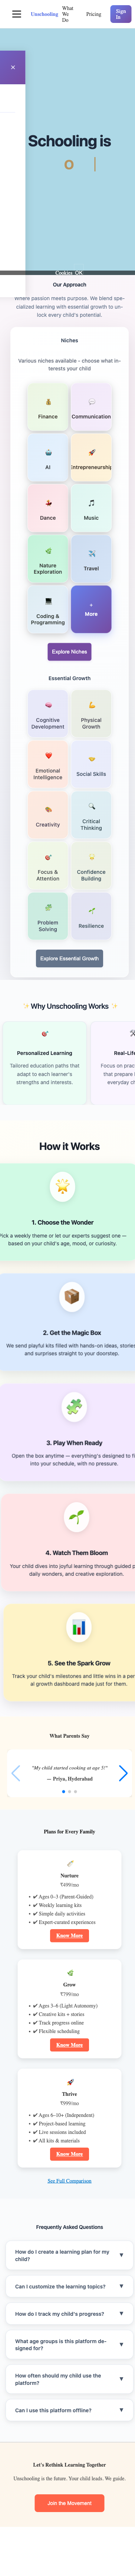 Unschooling
What We Do
Pricing
Sign In
×
Schooling is
o
Cookies OK
Our Approach
where passion meets purpose. We blend spe-
cialized learning with essential growth to un-
lock every child's potential.
Niches
Various niches available - choose what in-
terests your child
Finance
Communication
AI
Entrepreneurship
Dance
Music
Nature
Exploration
Travel
Coding &
Programming
+
More
Explore Niches
Essential Growth
Cognitive
Development
Physical
Growth
Emotional
Intelligence
Social Skills
Creativity
Critical
Thinking
Focus &
Attention
Confidence
Building
Problem
Solving
Resilience
Explore Essential Growth
✨ Why Unschooling Works ✨
Personalized Learning
Tailored education paths that
adapt to each learner's
strengths and interests.
Real-Life
Focus on prac
that prepare l
everyday c
How it Works
1. Choose the Wonder
Pick a weekly theme or let our experts suggest one —
based on your child's age, mood, or curiosity.
2. Get the Magic Box
We send playful kits filled with hands-on ideas, stories
and surprises straight to your doorstep.
3. Play When Ready
Open the box anytime — everything's designed to fi
into your schedule, with no pressure.
4. Watch Them Bloom
Your child dives into joyful learning through guided p
daily wonders, and creative exploration.
5. See the Spark Grow
Track your child's milestones and little wins in a per
al growth dashboard made just for them.
What Parents Say
"My child started cooking at age 5!"
— Priya, Hyderabad
Plans for Every Family
Nurture
₹499/mo
• ✔ Ages 0–3 (Parent-Guided)
• ✔ Weekly learning kits
• ✔ Simple daily activities
• ✔ Expert-curated experiences
Know More
Grow
₹799/mo
• ✔ Ages 3–6 (Light Autonomy)
• ✔ Creative kits + stories
• ✔ Track progress online
• ✔ Flexible scheduling
Know More
Thrive
₹999/mo
• ✔ Ages 6–10+ (Independent)
• ✔ Project-based learning
• ✔ Live sessions included
• ✔ All kits & materials
Know More
See Full Comparison
Frequently Asked Questions
How do I create a learning plan for my
child?
Can I customize the learning topics?
How do I track my child's progress?
What age groups is this platform de-
signed for?
How often should my child use the
platform?
Can I use this platform offline?
Let's Rethink Learning Together
Unschooling is the future. Your child leads. We guide.
Join the Movement